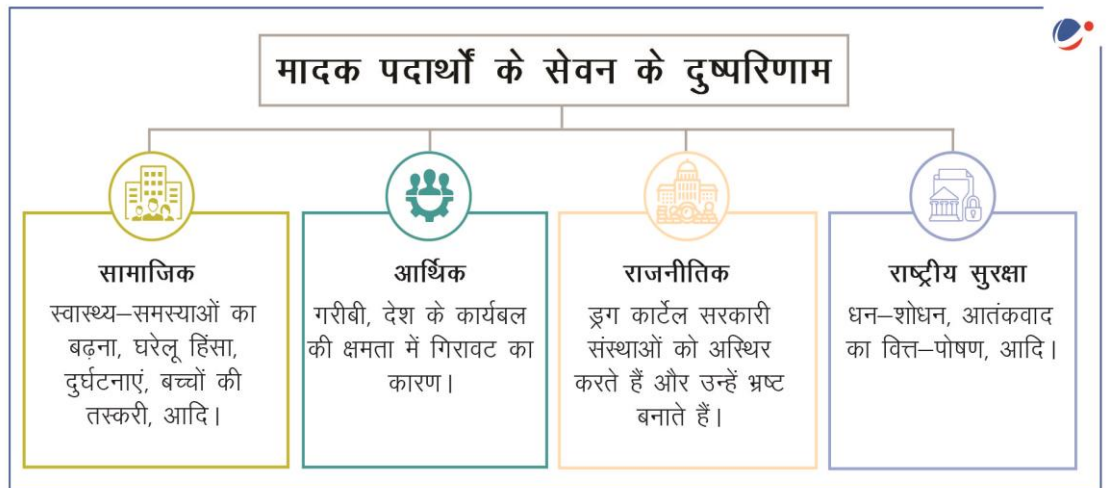 मादक पदार्थों के सेवन के दुष्परिणाम
सामाजिक
स्वास्थ्य–समस्याओं का
बढ़ना, घरेलू हिंसा,
दुर्घटनाएं, बच्चों की
तस्करी, आदि।
आर्थिक
गरीबी, देश के कार्यबल
की क्षमता में गिरावट का
कारण।
राजनीतिक
ड्रग कार्टेल सरकारी
संस्थाओं को अस्थिर
करते हैं और उन्हें भ्रष्ट
बनाते हैं।
राष्ट्रीय सुरक्षा
धन–शोधन, आतंकवाद
का वित्त–पोषण, आदि।